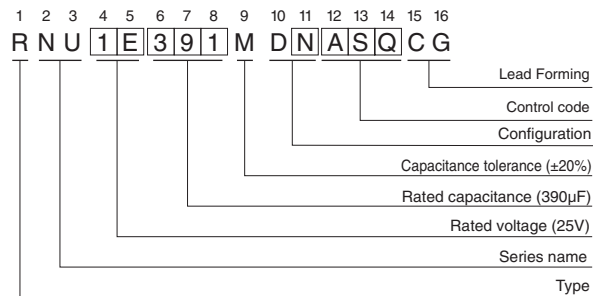 1 2 3 4 5 6 7 8 9 10 11 12 13 14 15 16
R N U 1 E 3 9 1 M D N A S Q C G
Lead Forming
Control code
Configuration
Capacitance tolerance (±20%)
Rated capacitance (390µF)
Rated voltage (25V)
Series name
Type